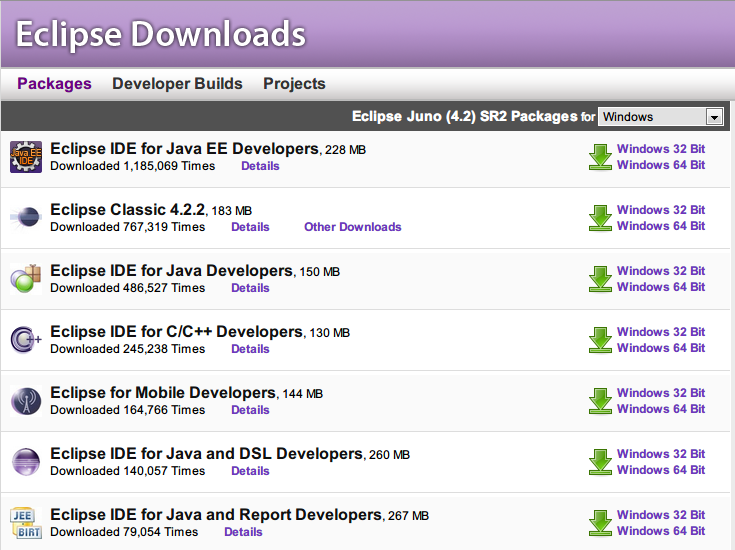 Eclipse Downloads
Packages Developer Builds Projects
Eclipse Juno (4.2) SR2 Packages for Windows
Java EE
IDE
Eclipse IDE for Java EE Developers, 228 MB
Downloaded 1,185,069 Times Details
Windows 32 Bit
Windows 64 Bit
Eclipse Classic 4.2.2, 183 MB
Downloaded 767,319 Times Details Other Downloads
Windows 32 Bit
Windows 64 Bit
Eclipse IDE for Java Developers, 150 MB
Downloaded 486,527 Times Details
Windows 32 Bit
Windows 64 Bit
C++
Eclipse IDE for C/C++ Developers, 130 MB
Downloaded 245,238 Times Details
Windows 32 Bit
Windows 64 Bit
Eclipse for Mobile Developers, 144 MB
Downloaded 164,766 Times Details
Windows 32 Bit
Windows 64 Bit
Eclipse IDE for Java and DSL Developers, 260 MB
Downloaded 140,057 Times Details
Windows 32 Bit
Windows 64 Bit
JEE
BIRT
Eclipse IDE for Java and Report Developers, 267 MB
Downloaded 79,054 Times Details
Windows 32 Bit
Windows 64 Bit